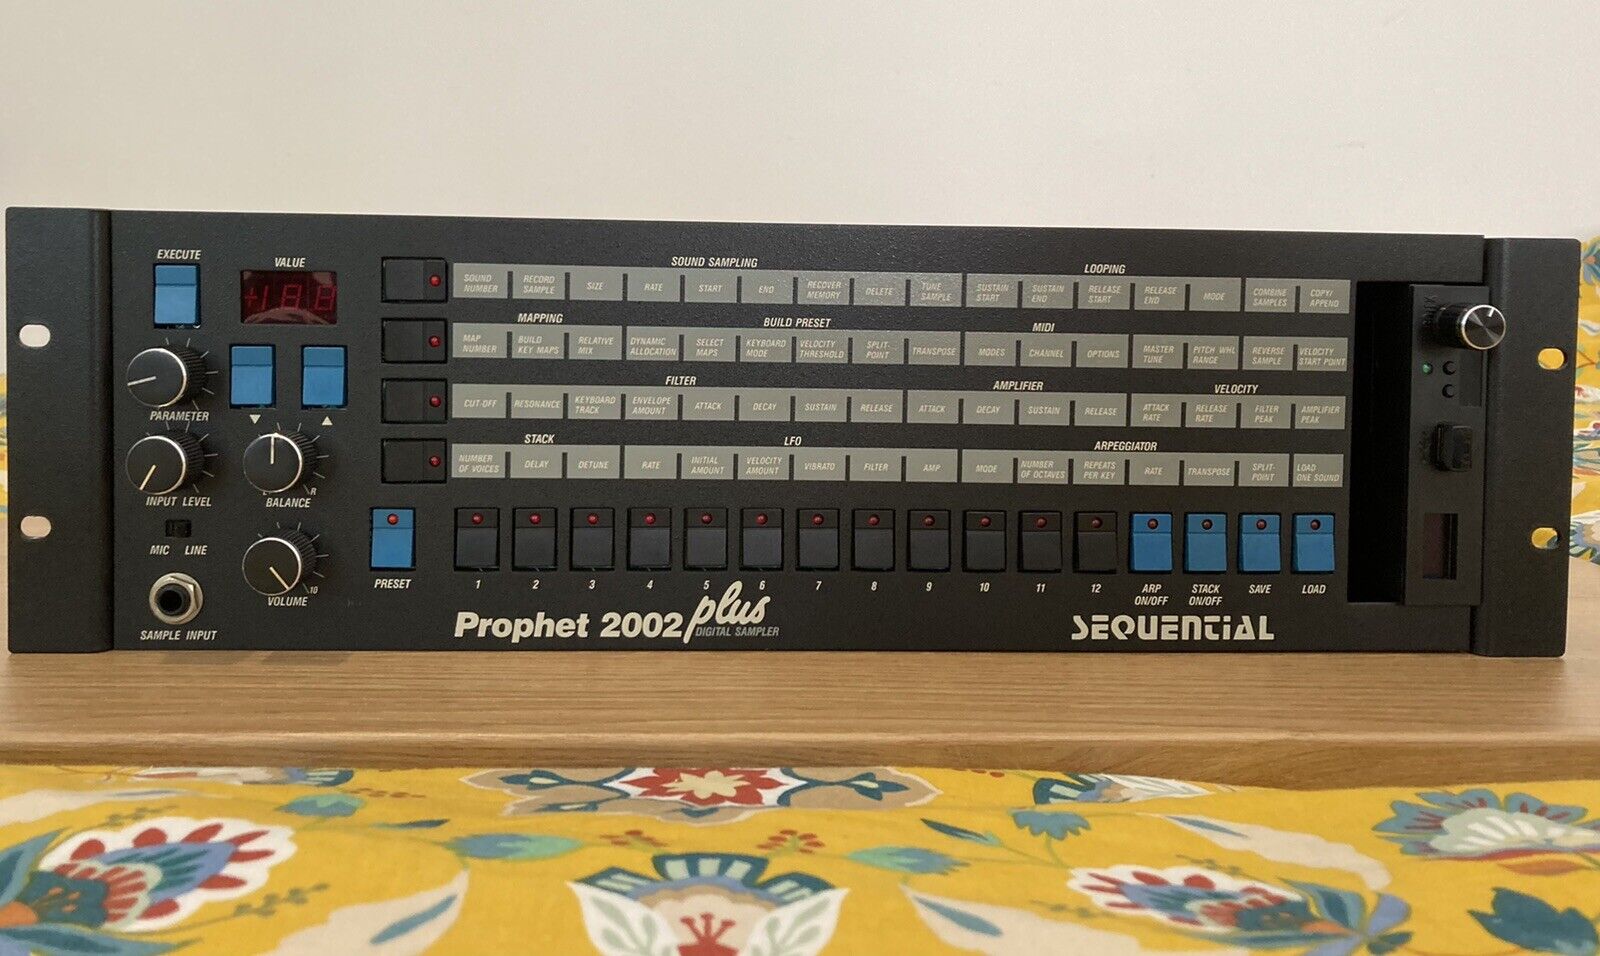 EXECUTE
VALUE
+188
PARAMETER
INPUT LEVEL
BALANCE
R
MIC LINE
VOLUME
10
SAMPLE INPUT
SOUND SAMPLING
LOOPING
SOUND NUMBER
RECORD SAMPLE
SIZE
RATE
START
END
RECOVER MEMORY
DELETE
TUNE SAMPLE
SUSTAIN START
SUSTAIN END
RELEASE START
RELEASE END
MODE
COMBINE SAMPLES
COPY/ APPEND
MAPPING
BUILD PRESET
MIDI
MAP NUMBER
BUILD KEY MAPS
RELATIVE MIX
DYNAMIC ALLOCATION
SELECT MAPS
KEYBOARD MODE
VELOCITY THRESHOLD
SPLIT-POINT
TRANSPOSE
MODES
CHANNEL
OPTIONS
MASTER TUNE
PITCH WHL RANGE
REVERSE SAMPLE
VELOCITY START POINT
FILTER
AMPLIFIER
VELOCITY
CUT-OFF
RESONANCE
KEYBOARD TRACK
ENVELOPE AMOUNT
ATTACK
DECAY
SUSTAIN
RELEASE
ATTACK
DECAY
SUSTAIN
RELEASE
ATTACK RATE
RELEASE RATE
FILTER PEAK
AMPLIFIER PEAK
STACK
LFO
ARPEGGIATOR
NUMBER OF VOICES
DELAY
DETUNE
RATE
INITIAL AMOUNT
VELOCITY AMOUNT
VIBRATO
FILTER
AMP
MODE
NUMBER OF OCTAVES
REPEATS PER KEY
RATE
TRANSPOSE
SPLIT-POINT
LOAD ONE SOUND
PRESET
1 2 3 4 5 6 7 8 9 10 11 12
ARP ON/OFF
STACK ON/OFF
SAVE
LOAD
Prophet 2002 plus
DIGITAL SAMPLER
SEQUENTIAL